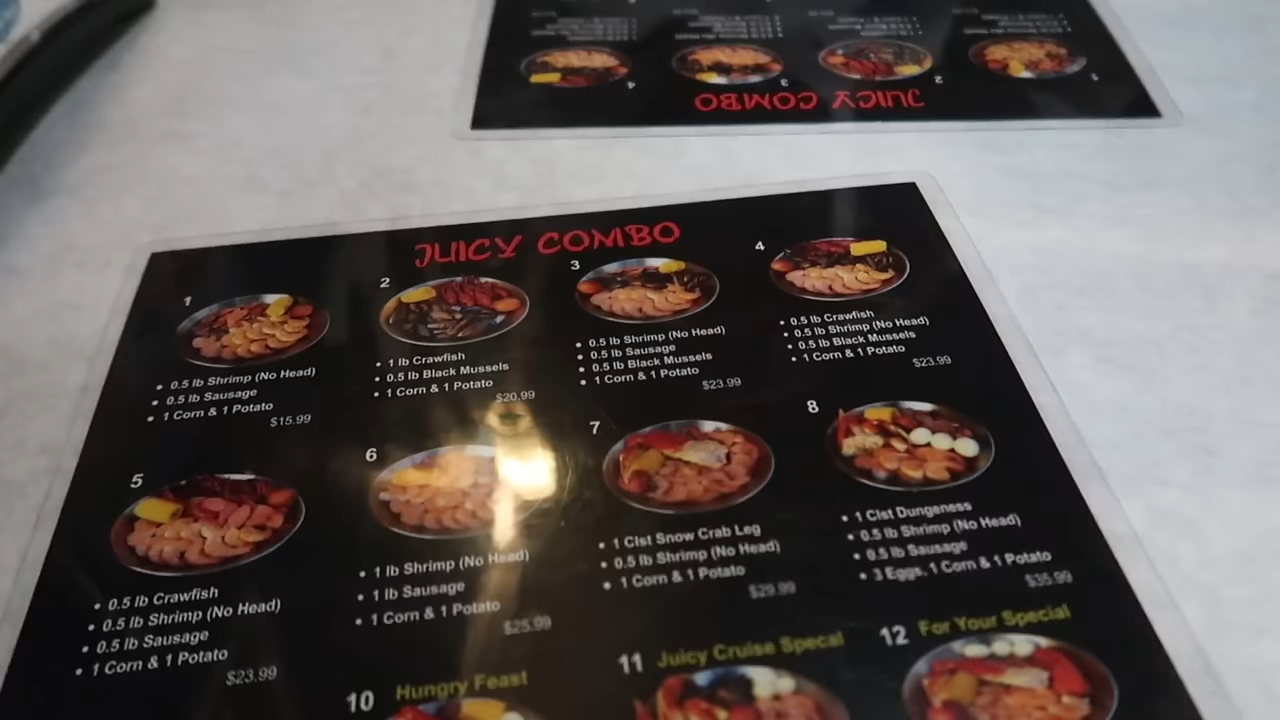 JUICY COMBO
4
3
2
1
JUICY COMBO
1
• 0.5 lb Shrimp (No Head)
• 0.5 lb Sausage
• 1 Corn & 1 Potato
$15.99
2
• 1 lb Crawfish
• 0.5 lb Black Mussels
• 1 Corn & 1 Potato
$20.99
3
• 0.5 lb Shrimp (No Head)
• 0.5 lb Sausage
• 0.5 lb Black Mussels
• 1 Corn & 1 Potato
$23.99
4
• 0.5 lb Crawfish
• 0.5 lb Shrimp (No Head)
• 0.5 lb Black Mussels
• 1 Corn & 1 Potato
$23.99
5
• 0.5 lb Crawfish
• 0.5 lb Shrimp (No Head)
• 0.5 lb Sausage
• 1 Corn & 1 Potato
$23.99
6
• 1 lb Shrimp (No Head)
• 1 lb Sausage
• 1 Corn & 1 Potato
$25.99
7
• 1 Clst Snow Crab Leg
• 0.5 lb Shrimp (No Head)
• 1 Corn & 1 Potato
$29.99
8
• 1 Clst Dungeness
• 0.5 lb Shrimp (No Head)
• 0.5 lb Sausage
• 3 Eggs, 1 Corn & 1 Potato
$35.99
10 Hungry Feast
11 Juicy Cruise Specal
12 For Your Special